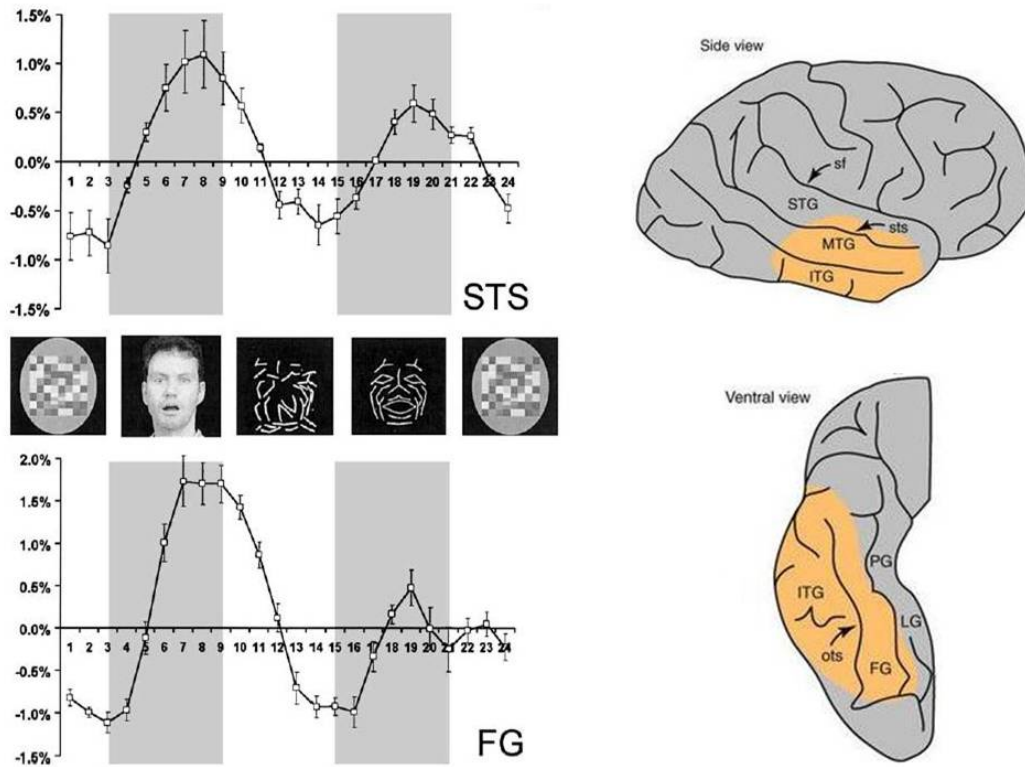 1.5%
1.0%
0.5%
0.0%
-0.5%
-1.0%
-1.5%
1 2 3 4 5 6 7 8 9 10 11 12 13 14 15 16 17 18 19 20 21 22 23 24
STS
Side view
sf
STG
sts
MTG
ITG
2.0%
1.5%
1.0%
0.5%
0.0%
-0.5%
-1.0%
-1.5%
1 2 3 4 5 6 7 8 9 10 11 12 13 14 15 16 17 18 19 20 21 22 23 24
FG
Ventral view
PG
ITG
LG
ots
FG